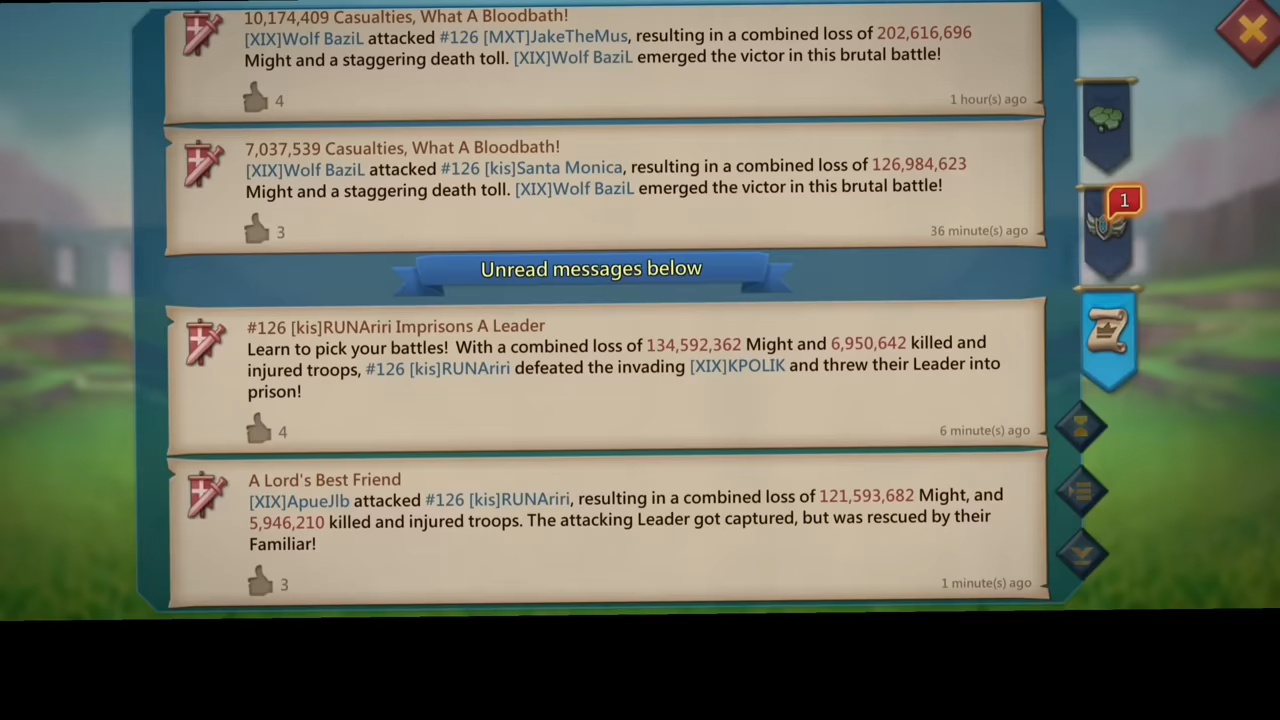 10,174,409 Casualties, What A Bloodbath!
[XIX]Wolf BaziL attacked #126 [MXT]JakeTheMus, resulting in a combined loss of 202,616,696
Might and a staggering death toll. [XIX]Wolf BaziL emerged the victor in this brutal battle!
4
1 hour(s) ago
7,037,539 Casualties, What A Bloodbath!
[XIX]Wolf BaziL attacked #126 [kis]Santa Monica, resulting in a combined loss of 126,984,623
Might and a staggering death toll. [XIX]Wolf BaziL emerged the victor in this brutal battle!
3
36 minute(s) ago
1
Unread messages below
#126 [kis]RUNAriri Imprisons A Leader
Learn to pick your battles! With a combined loss of 134,592,362 Might and 6,950,642 killed and
injured troops, #126 [kis]RUNAriri defeated the invading [XIX]KPOLIK and threw their Leader into
prison!
4
6 minute(s) ago
A Lord's Best Friend
[XIX]ApueJlb attacked #126 [kis]RUNAriri, resulting in a combined loss of 121,593,682 Might, and
5,946,210 killed and injured troops. The attacking Leader got captured, but was rescued by their
Familiar!
3
1 minute(s) ago